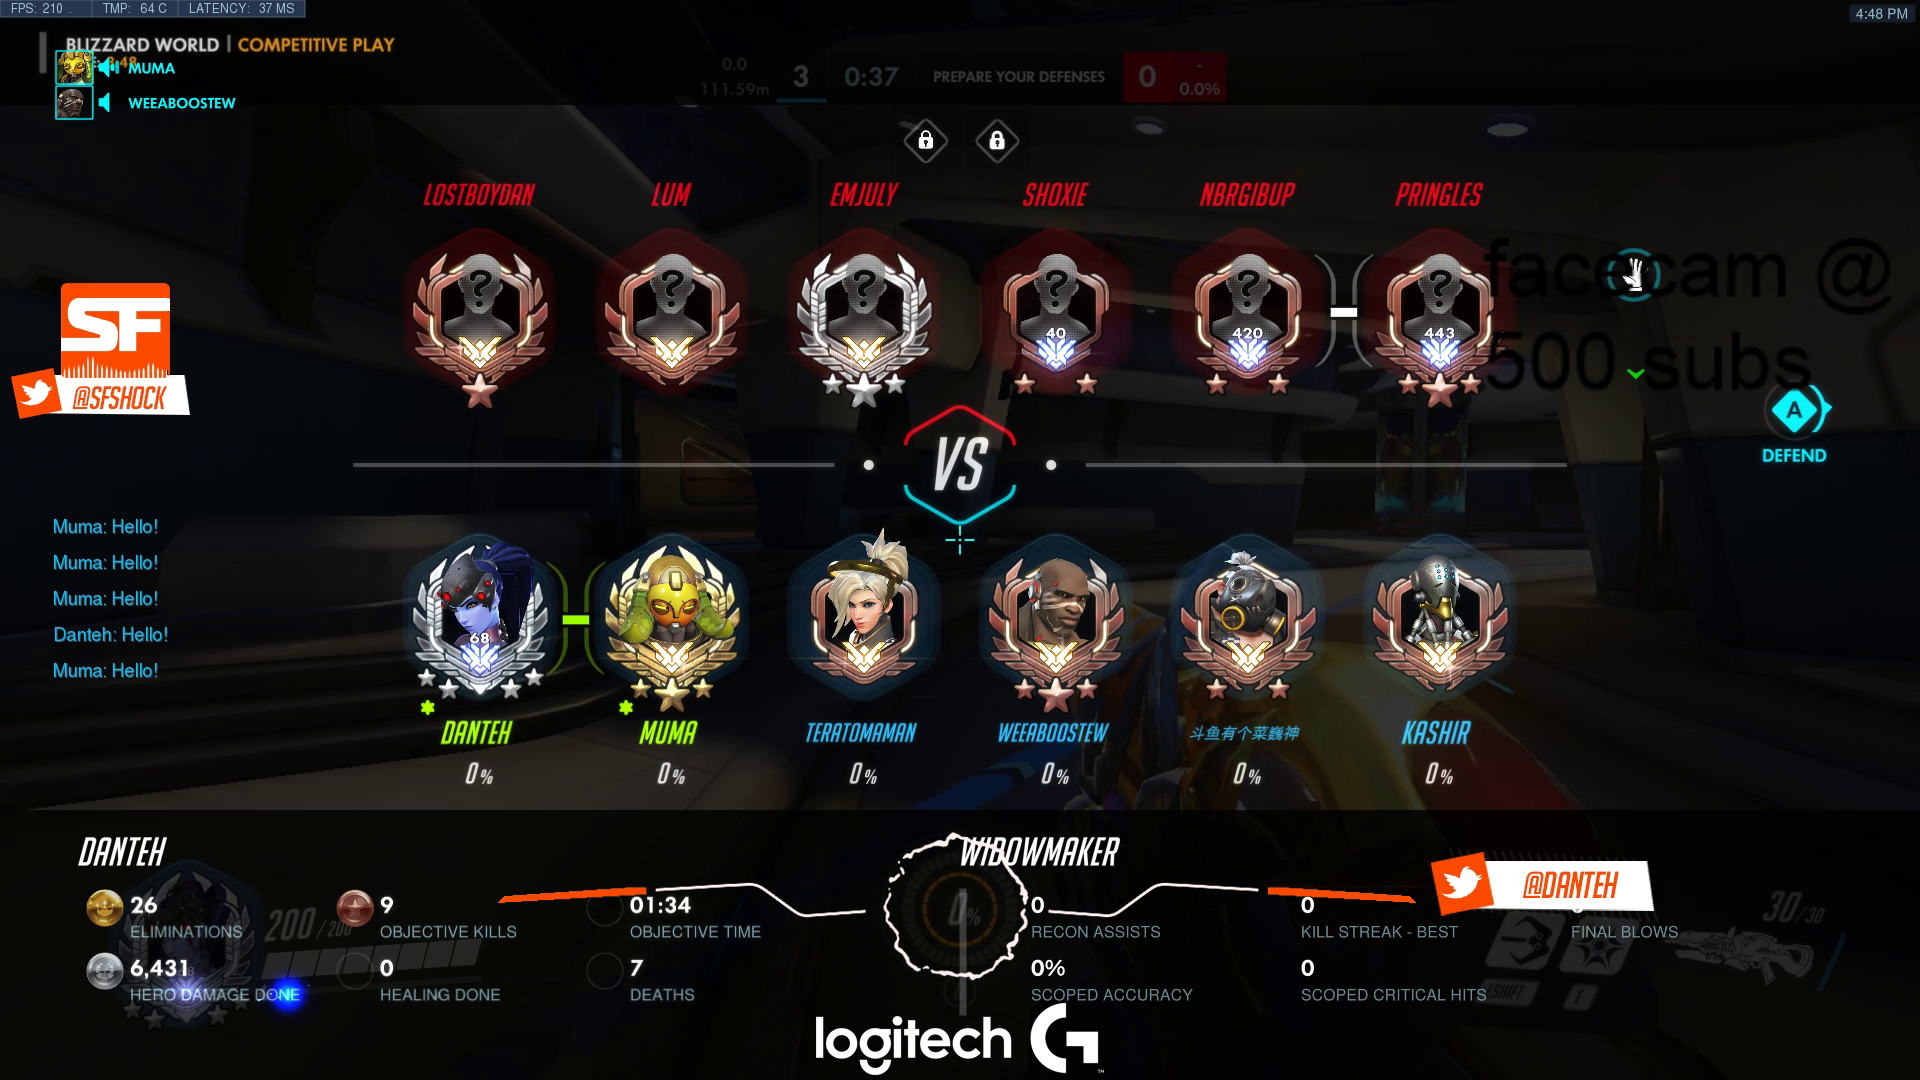 FPS: 210 . TMP: 64 C LATENCY: 37 MS
4:48 PM
BLIZZARD WORLD | COMPETITIVE PLAY
3:48
MUMA
WEEABOOSTEW
0.0
111.59m
3
0:37
PREPARE YOUR DEFENSES
0
-
0.0%
LOSTBOYDAN LUM EMJULY SHOXIE NBRGIBUP PRINGLES
? ? ? ? ? ?
40 420 443
facecam @
500 subs
SF
@SFSHOCK
A
DEFEND
VS
Muma: Hello!
Muma: Hello!
Muma: Hello!
Danteh: Hello!
Muma: Hello!
68
DANTEH MUMA TERATOMAMAN WEEABOOSTEW 斗鱼有个菜巍神 KASHIR
0% 0% 0% 0% 0% 0%
DANTEH
WIDOWMAKER
@DANTEH
26
ELIMINATIONS
9
OBJECTIVE KILLS
01:34
OBJECTIVE TIME
0
RECON ASSISTS
0
KILL STREAK - BEST
0
FINAL BLOWS
6,431
HERO DAMAGE DONE
0
HEALING DONE
7
DEATHS
0%
SCOPED ACCURACY
0
SCOPED CRITICAL HITS
200/200
0%
30/30
LSHIFT
E
logitech G